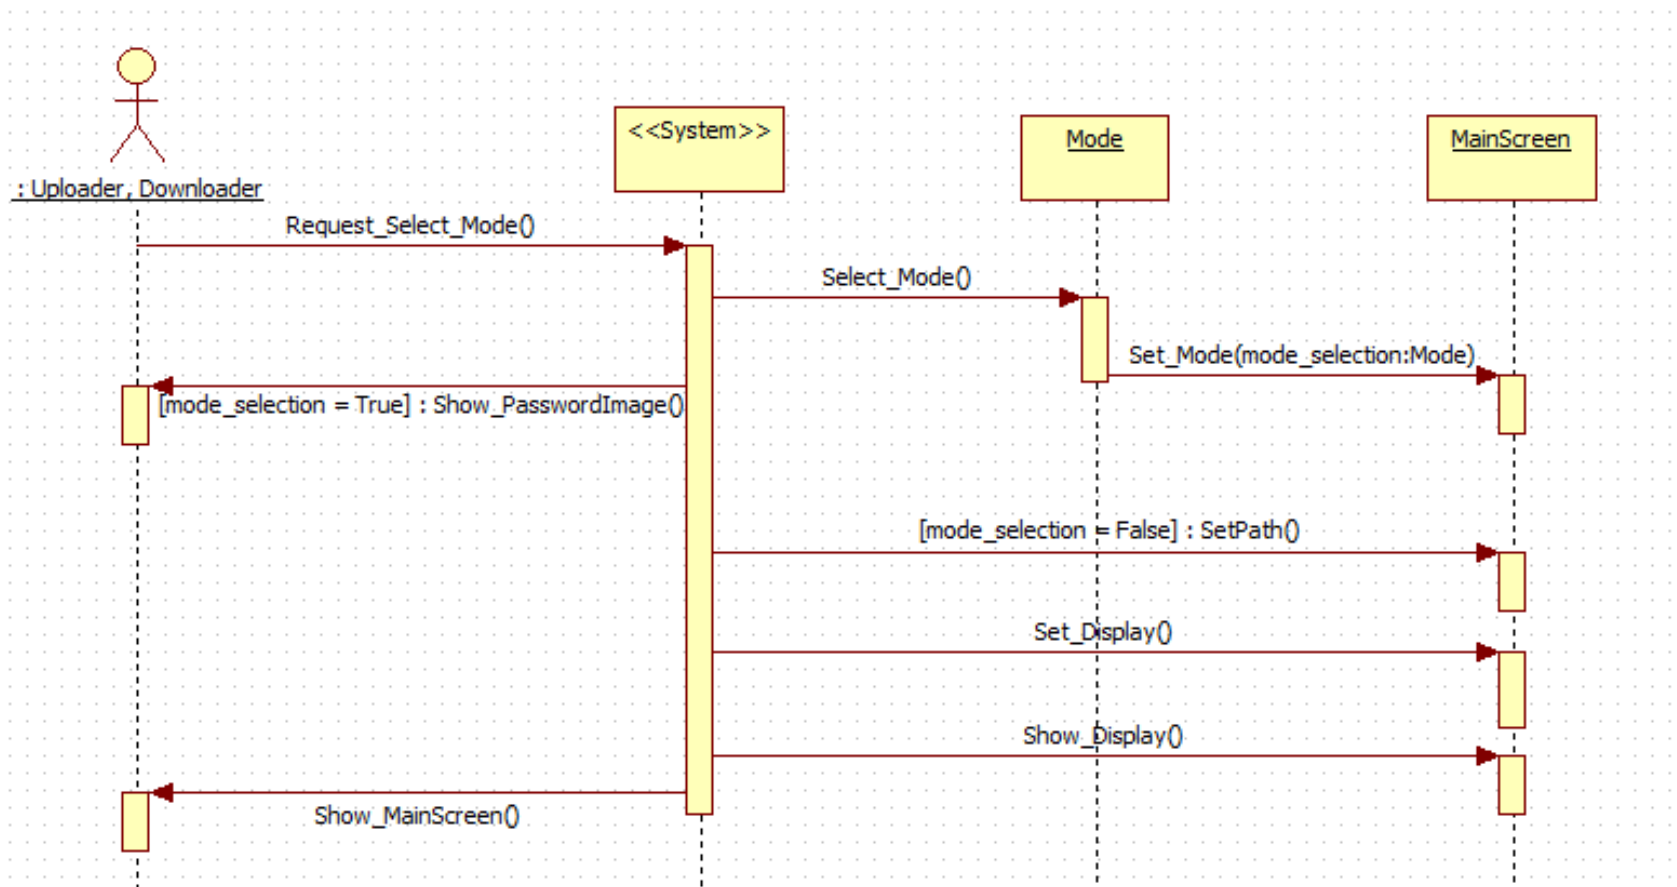 <<System>>
Mode
MainScreen
: Uploader, Downloader
Request_Select_Mode()
Select_Mode()
Set_Mode(mode_selection:Mode)
[mode_selection = True] : Show_PasswordImage()
[mode_selection = False] : SetPath()
Set_Display()
Show_Display()
Show_MainScreen()